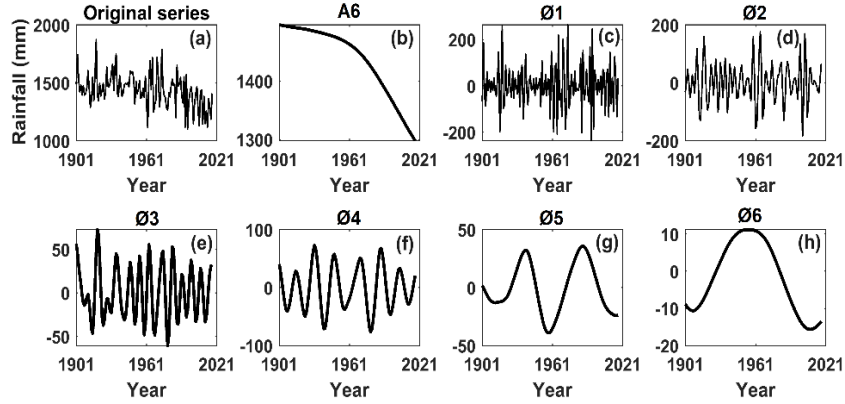 Original series
A6
Ø1
Ø2
Rainfall (mm)
2000
1500
1000
(a)
1901
1961
2021
Year
1400
1300
(b)
1901
1961
2021
Year
200
0
-200
(c)
1901
1961
2021
Year
200
0
-200
(d)
1901
1961
2021
Year
Ø3
Ø4
Ø5
Ø6
50
0
-50
(e)
1901
1961
2021
Year
100
0
-100
(f)
1901
1961
2021
Year
50
0
-50
(g)
1901
1961
2021
Year
10
0
-10
-20
(h)
1901
1961
2021
Year